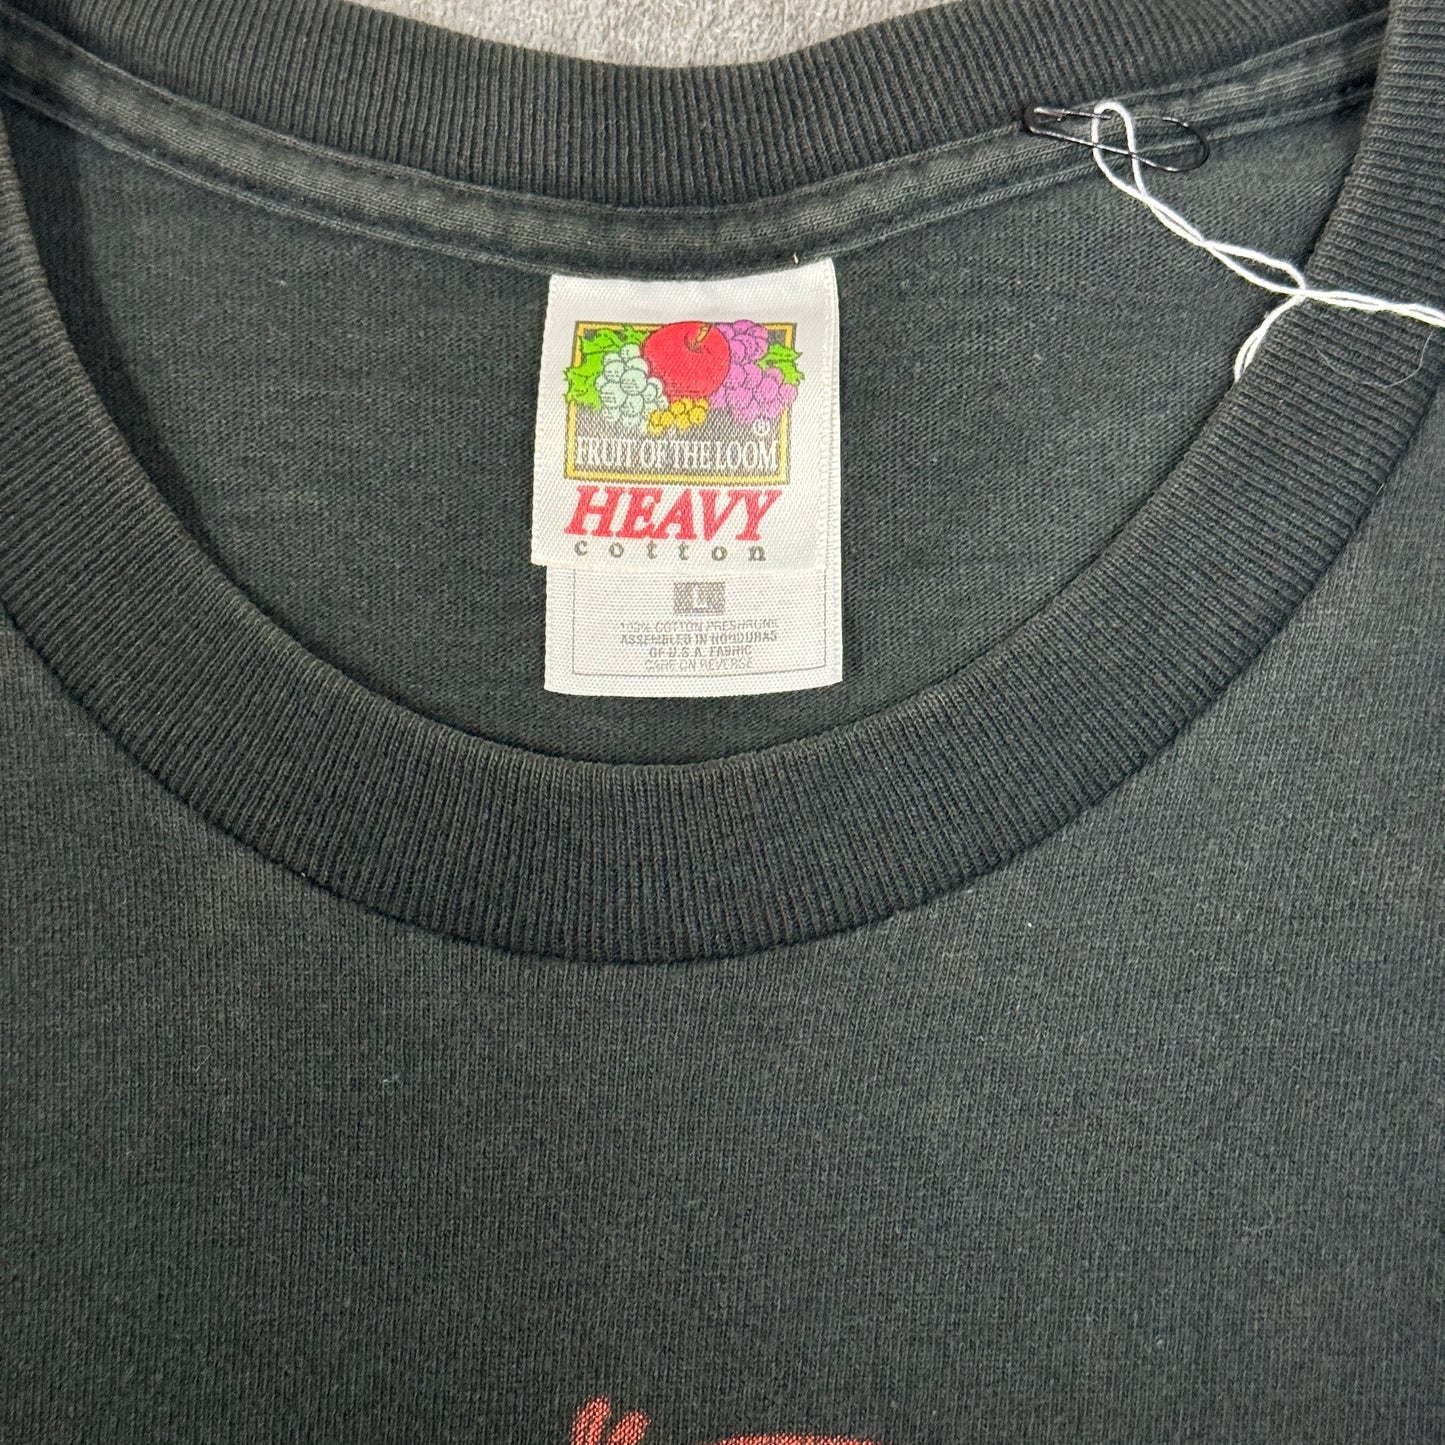 ®
FRUIT OF THE LOOM
HEAVY
cotton
L
100% COTTON PRESHRUNK
ASSEMBLED IN HONDURAS
OF U.S.A. FABRIC
CARE ON REVERSE